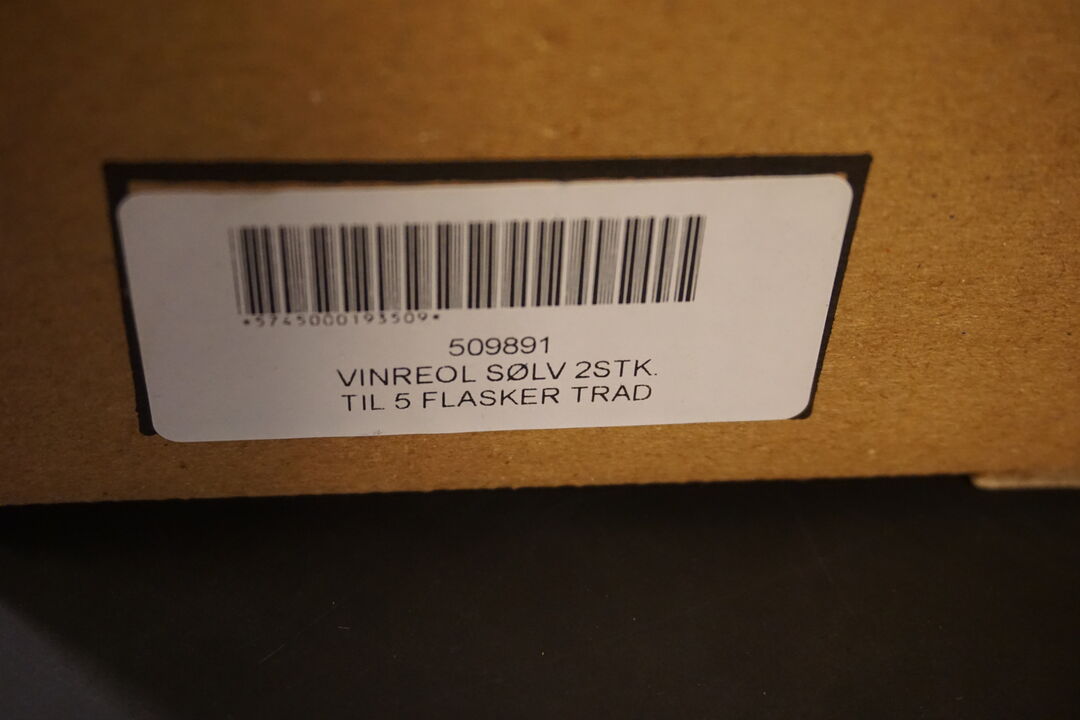 *5745000193509*
509891
VINREOL SØLV 2STK.
TIL 5 FLASKER TRAD